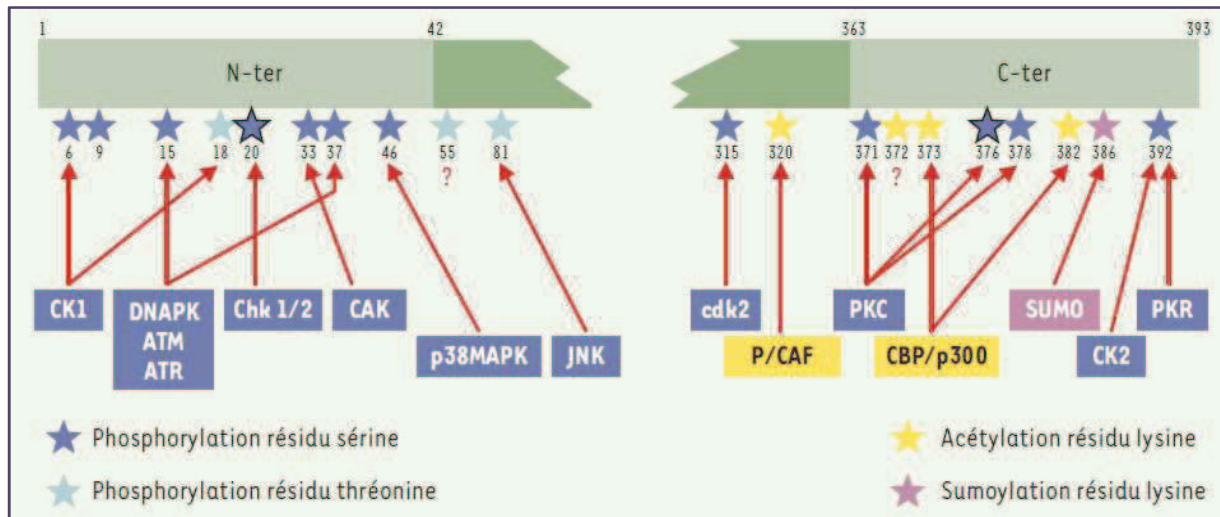 1 42 363 393
N-ter C-ter
6 9 15 18 20 33 37 46 55 81 315 320 371 372 373 376 378 382 386 392
? ?
CK1 DNAPK Chk 1/2 CAK cdk2 PKC SUMO PKR
ATM p38MAPK JNK P/CAF CBP/p300 CK2
ATR
Phosphorylation résidu sérine Acétylation résidu lysine
Phosphorylation résidu thréonine Sumoylation résidu lysine